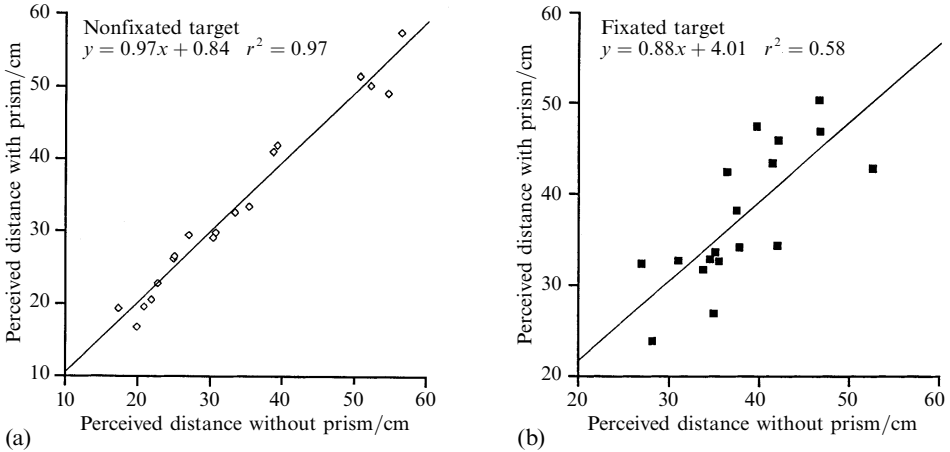 60
50
40
30
20
10
Perceived distance with prism/cm
Nonfixated target
y = 0.97x + 0.84 r² = 0.97
10 20 30 40 50 60
Perceived distance without prism/cm
(a)
60
50
40
30
20
Perceived distance with prism/cm
Fixated target
y = 0.88x + 4.01 r² = 0.58
20 30 40 50 60
Perceived distance without prism/cm
(b)